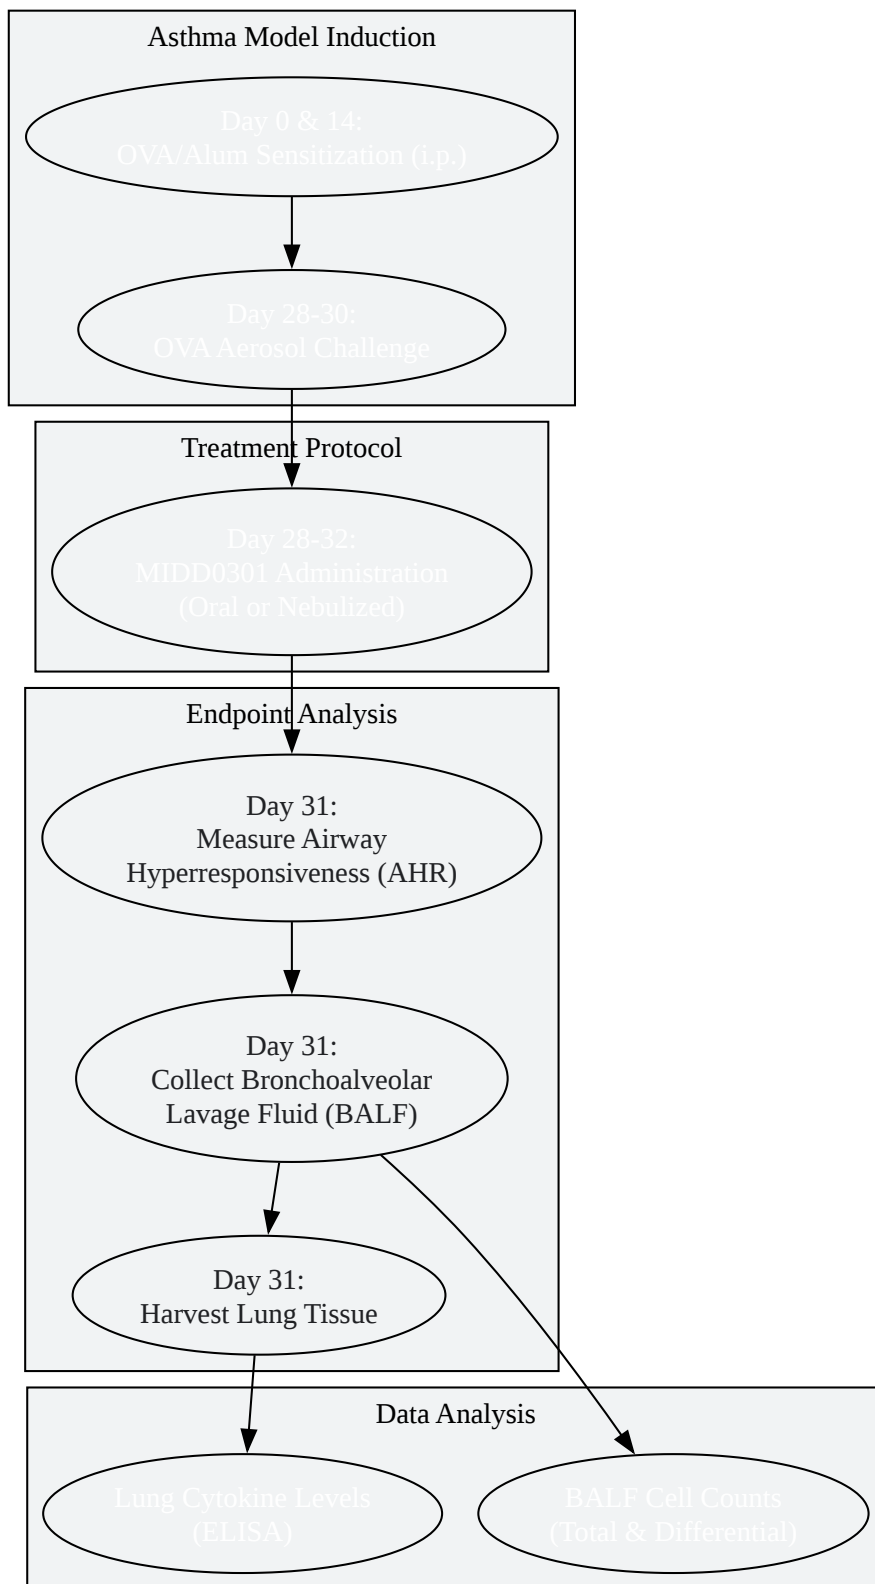 Asthma Model Induction
Day 0 & 14:
OVA/Alum Sensitization (i.p.)
Day 28-30:
OVA Aerosol Challenge
Treatment Protocol
Day 28-32:
MIDD0301 Administration
(Oral or Nebulized)
Endpoint Analysis
Day 31:
Measure Airway
Hyperresponsiveness (AHR)
Day 31:
Collect Bronchoalveolar
Lavage Fluid (BALF)
Day 31:
Harvest Lung Tissue
Data Analysis
Lung Cytokine Levels
(ELISA)
BALF Cell Counts
(Total & Differential)